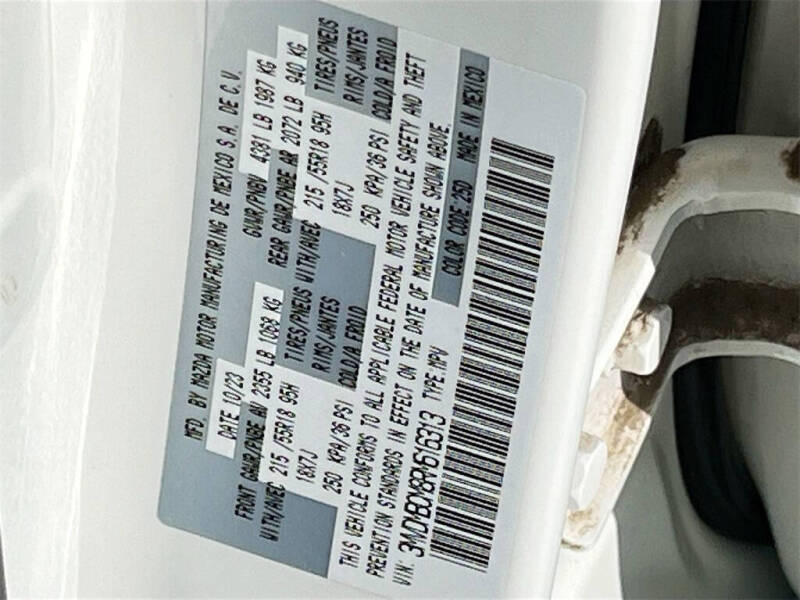 MFD. BY MAZDA MOTOR MANUFACTURING DE MEXICO S.A. DE C.V.
DATE 10/23 GVWR/PNBV 4381 LB 1987 KG
FRONT GAWR/PNBE AV 2355 LB 1068 KG REAR GAWR/PNBE AR 2072 LB 940 KG
WITH/AVEC 215 /55R18 95H TIRES/PNEUS WITH/AVEC 215 /55R18 95H TIRES/PNEUS
18X7J RIMS/JANTES 18X7J RIMS/JANTES
250 KPA/36 PSI COLD/A FROID 250 KPA/36 PSI COLD/A FROID
THIS VEHICLE CONFORMS TO ALL APPLICABLE FEDERAL MOTOR VEHICLE SAFETY AND THEFT
PREVENTION STANDARDS IN EFFECT ON THE DATE OF MANUFACTURE SHOWN ABOVE.
VIN: TYPE: MPV COLOR CODE: 25D MADE IN MEXICO